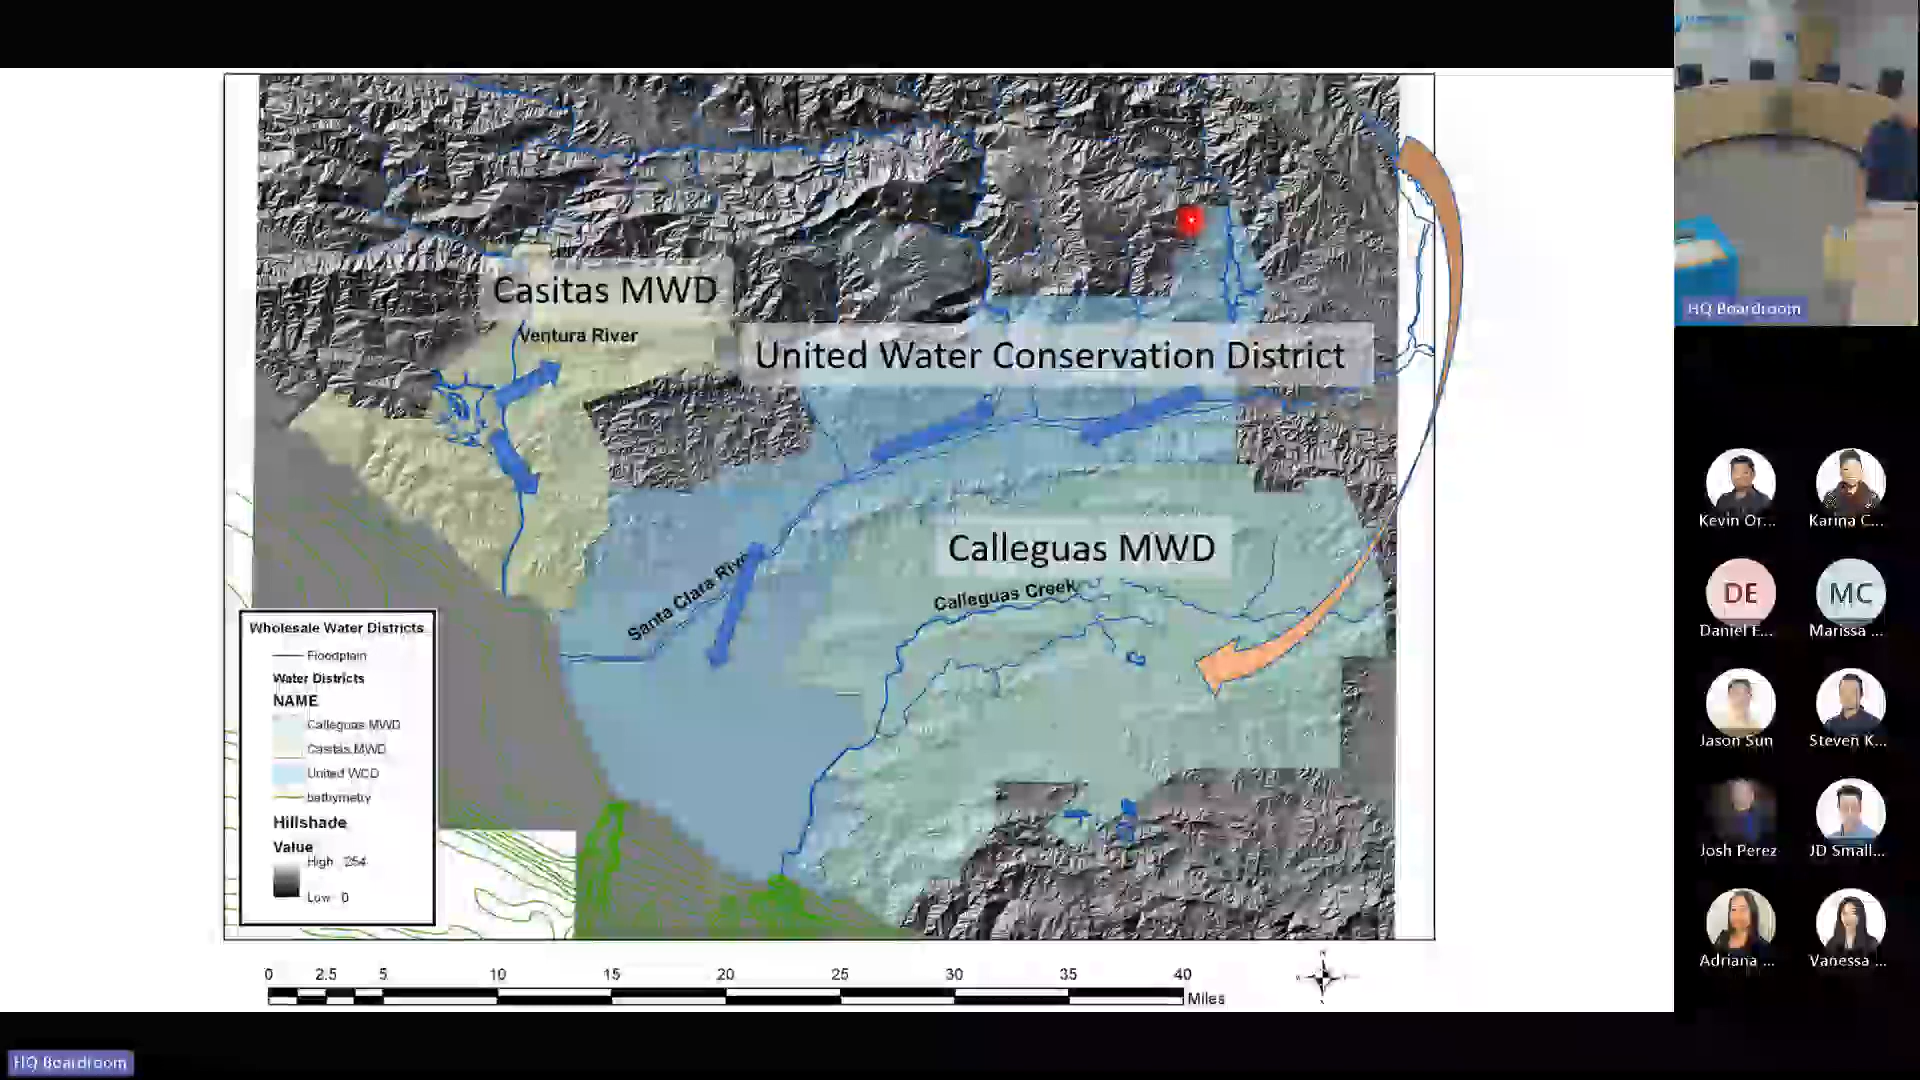 Casitas MWD
Ventura River
United Water Conservation District
Calleguas MWD
Calleguas Creek
Santa Clara River
Wholesale Water Districts
Floodplain
Water Districts
NAME
Calleguas MWD
Casitas MWD
United WCD
bathymetry
Hillshade
Value
High 254
Low 0
0 2.5 5 10 15 20 25 30 35 40
Miles
HQ Boardroom
HQ Boardroom
Kevin Or...
Karina C...
DE
MC
Daniel E...
Marissa ...
Jason Sun
Steven K...
Josh Perez
JD Small...
Adriana ...
Vanessa ...